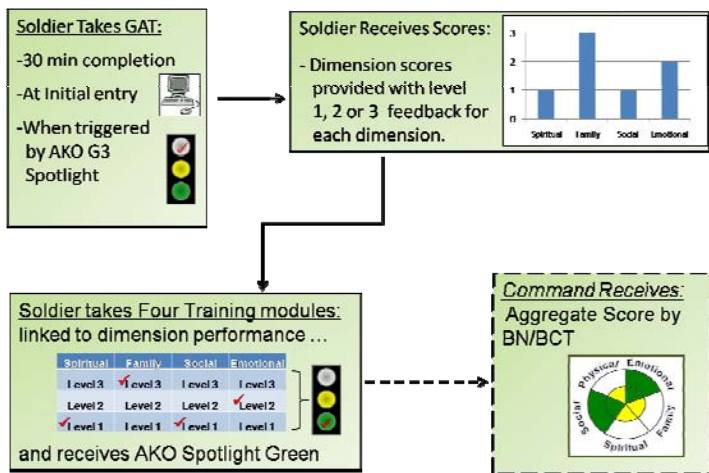 Soldier Takes GAT:
-30 min completion
-At Initial entry
-When triggered
by AKO G3
Spotlight
Soldier Receives Scores:
- Dimension scores
provided with level
1, 2 or 3 feedback for
each dimension.
3
2
1
0
Spiritual Family Social Emotional
Soldier takes Four Training modules:
linked to dimension performance ...
Spiritual Family Social Emotional
Level 3 Level 3 Level 3 Level 3
Level 2 Level 2 Level 2 Level 2
Level 1 Level 1 Level 1 Level 1
and receives AKO Spotlight Green
Command Receives:
Aggregate Score by
BN/BCT
Physical
Emotional
Family
Spiritual
Social